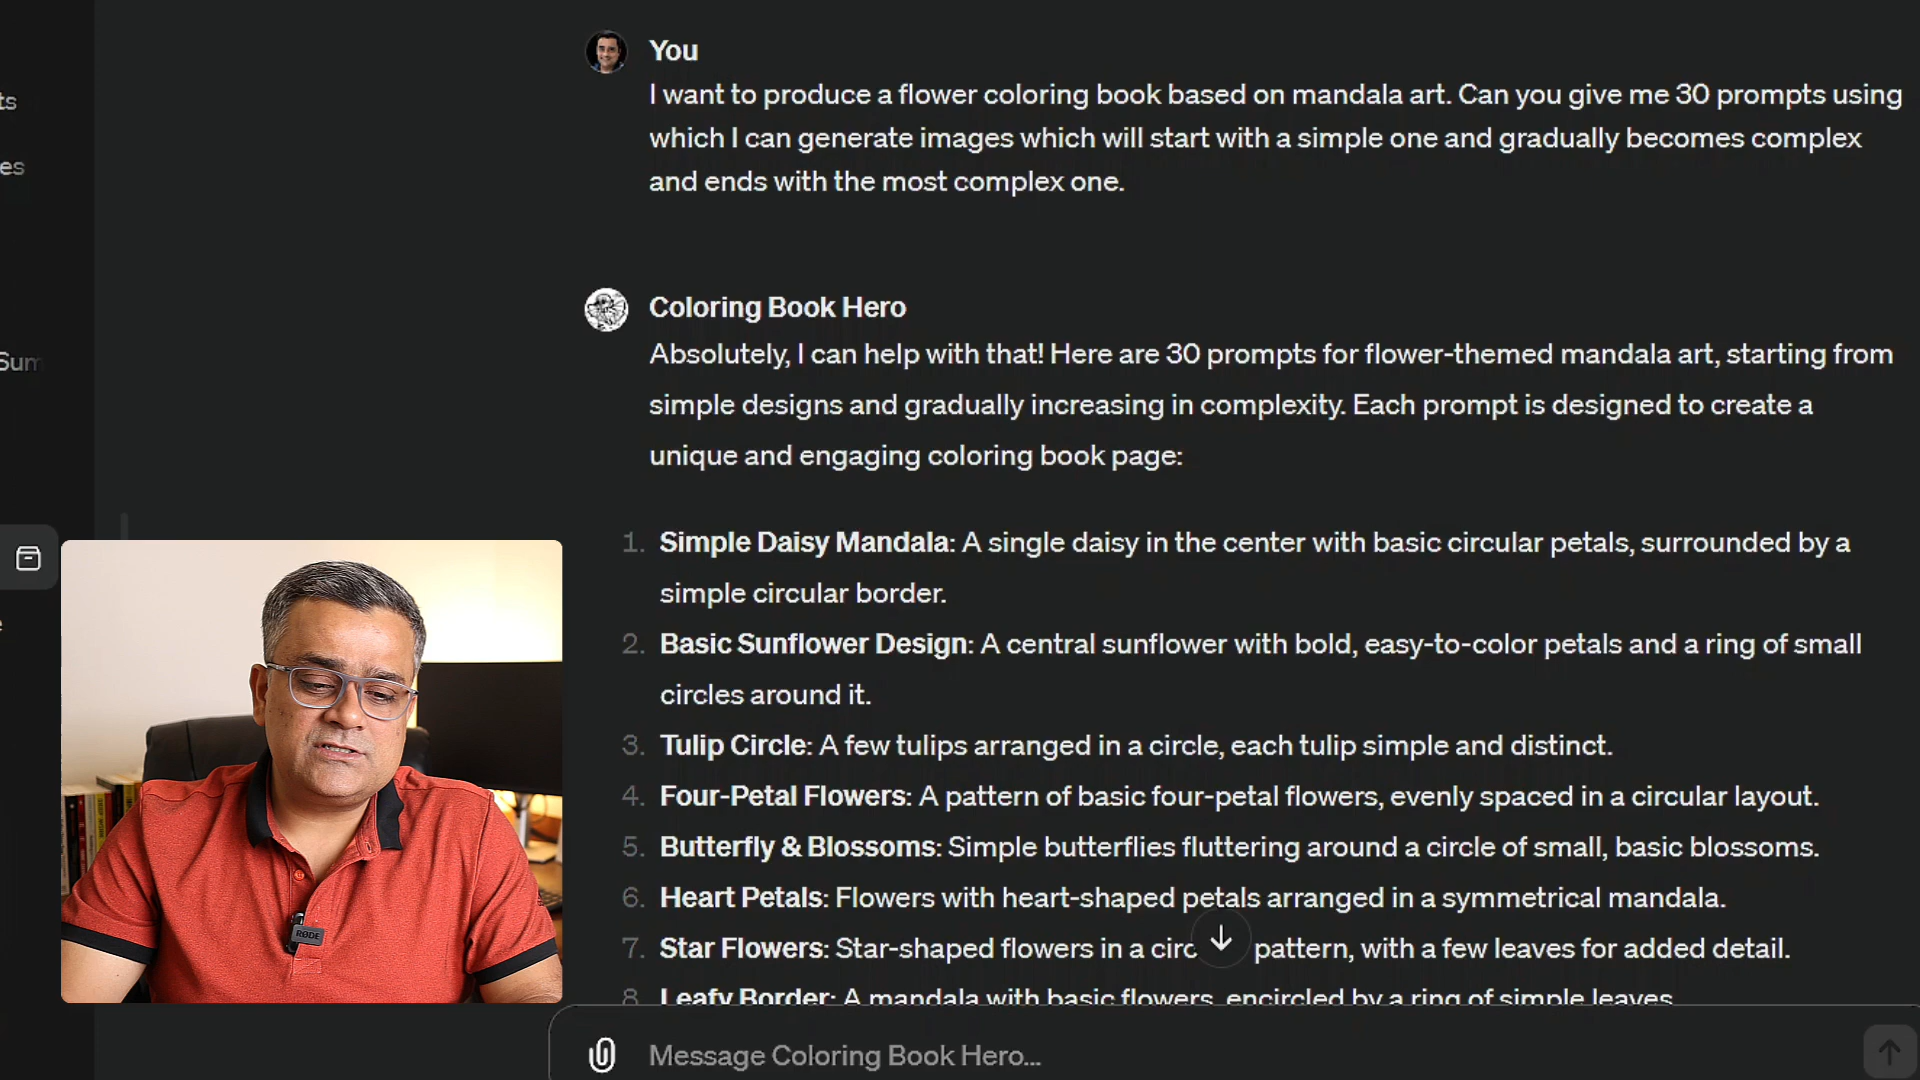 You
I want to produce a flower coloring book based on mandala art. Can you give me 30 prompts using
which I can generate images which will start with a simple one and gradually becomes complex
and ends with the most complex one.
ts
es
Sum
e
Coloring Book Hero
Absolutely, I can help with that! Here are 30 prompts for flower-themed mandala art, starting from
simple designs and gradually increasing in complexity. Each prompt is designed to create a
unique and engaging coloring book page:
1. Simple Daisy Mandala: A single daisy in the center with basic circular petals, surrounded by a
simple circular border.
2. Basic Sunflower Design: A central sunflower with bold, easy-to-color petals and a ring of small
circles around it.
3. Tulip Circle: A few tulips arranged in a circle, each tulip simple and distinct.
4. Four-Petal Flowers: A pattern of basic four-petal flowers, evenly spaced in a circular layout.
5. Butterfly & Blossoms: Simple butterflies fluttering around a circle of small, basic blossoms.
6. Heart Petals: Flowers with heart-shaped petals arranged in a symmetrical mandala.
7. Star Flowers: Star-shaped flowers in a circ pattern, with a few leaves for added detail.
8. Leafy Border: A mandala with basic flowers, encircled by a ring of simple leaves
RØDE
Message Coloring Book Hero...